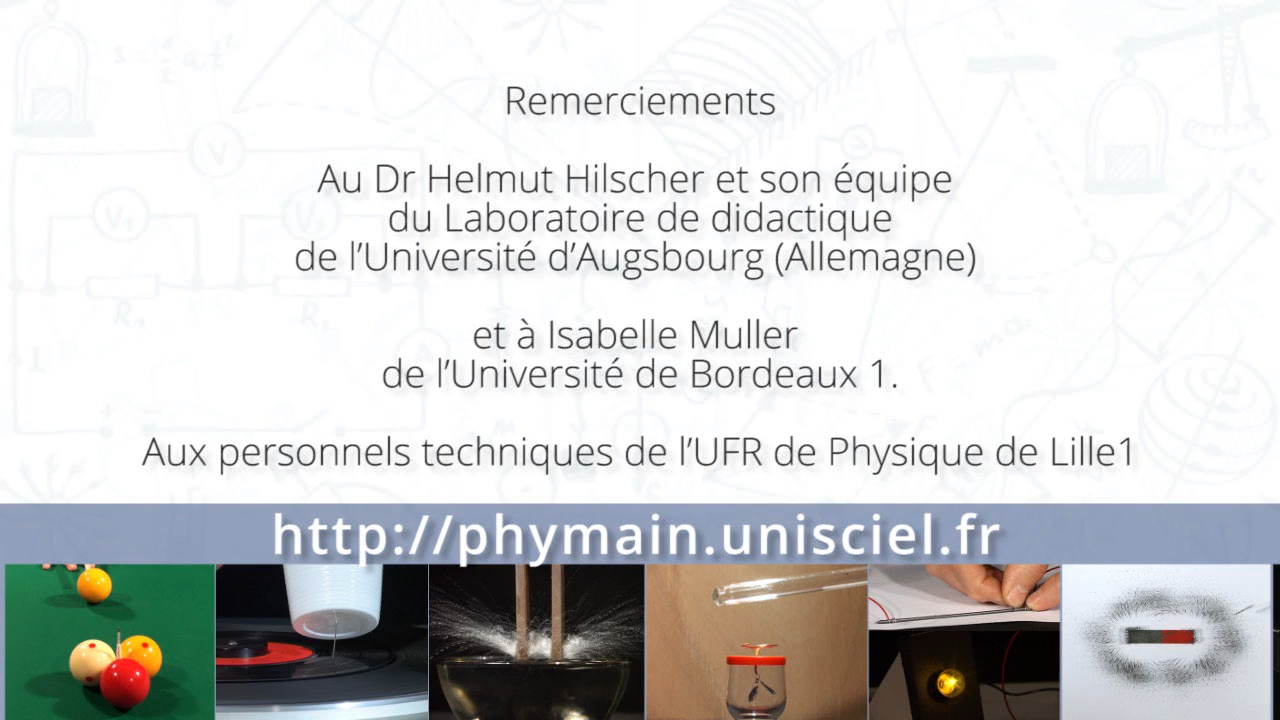 Remerciements
Au Dr Helmut Hilscher et son équipe
du Laboratoire de didactique
de l’Université d’Augsbourg (Allemagne)
et à Isabelle Muller
de l’Université de Bordeaux 1.
Aux personnels techniques de l’UFR de Physique de Lille1
http://phymain.unisciel.fr